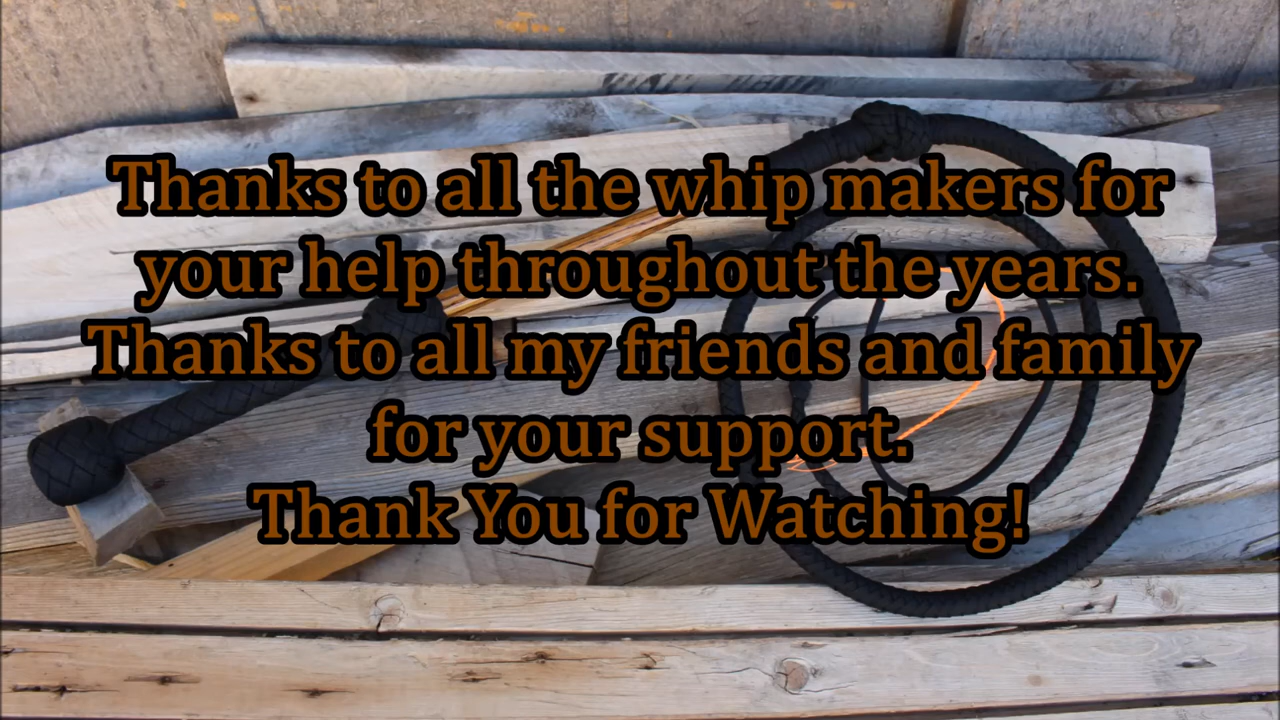 Thanks to all the whip makers for
your help throughout the years.
Thanks to all my friends and family
for your support.
Thank You for Watching!